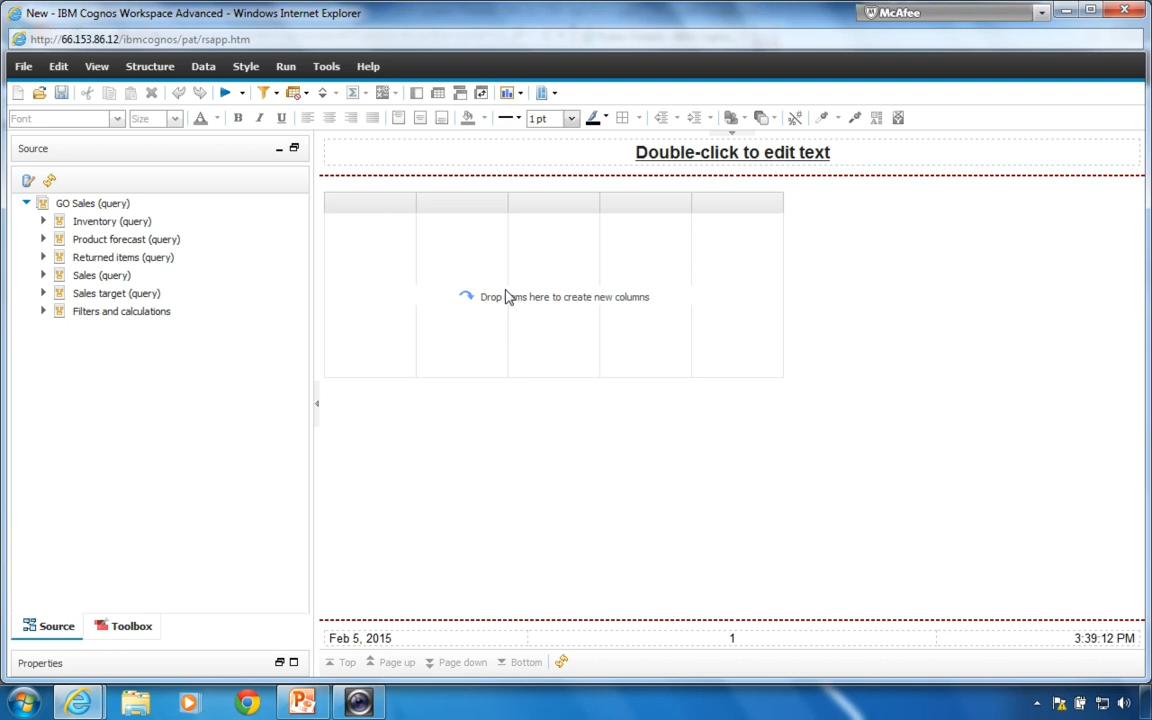 New - IBM Cognos Workspace Advanced - Windows Internet Explorer
McAfee
http://66.153.86.12/ibmcognos/pat/rsapp.htm
File Edit View Structure Data Style Run Tools Help
Font Size B I U 1 pt
Source
Double-click to edit text
GO Sales (query)
Inventory (query)
Product forecast (query)
Returned items (query)
Sales (query)
Sales target (query)
Filters and calculations
Drop items here to create new columns
Source Toolbox
Feb 5, 2015 1 3:39:12 PM
Properties
Top Page up Page down Bottom